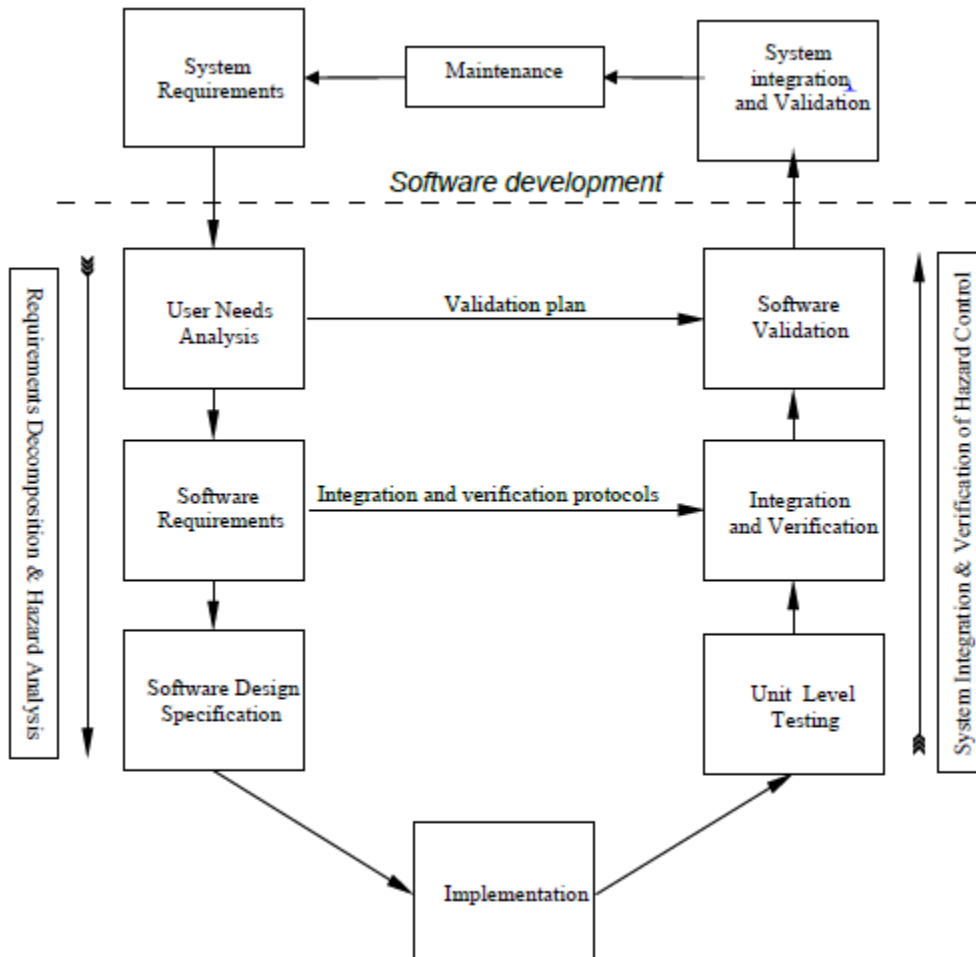 System
Requirements
Maintenance
System
integration
and Validation
1
Software development
User Needs
Analysis
Validation plan
Software
Validation
Requirements Decomposition & Hazard Analysis
System Integration & Verification of Hazard Control
Software
Requirements
Integration and verification protocols
Integration
and Verification
Software Design
Specification
Unit Level
Testing
Implementation